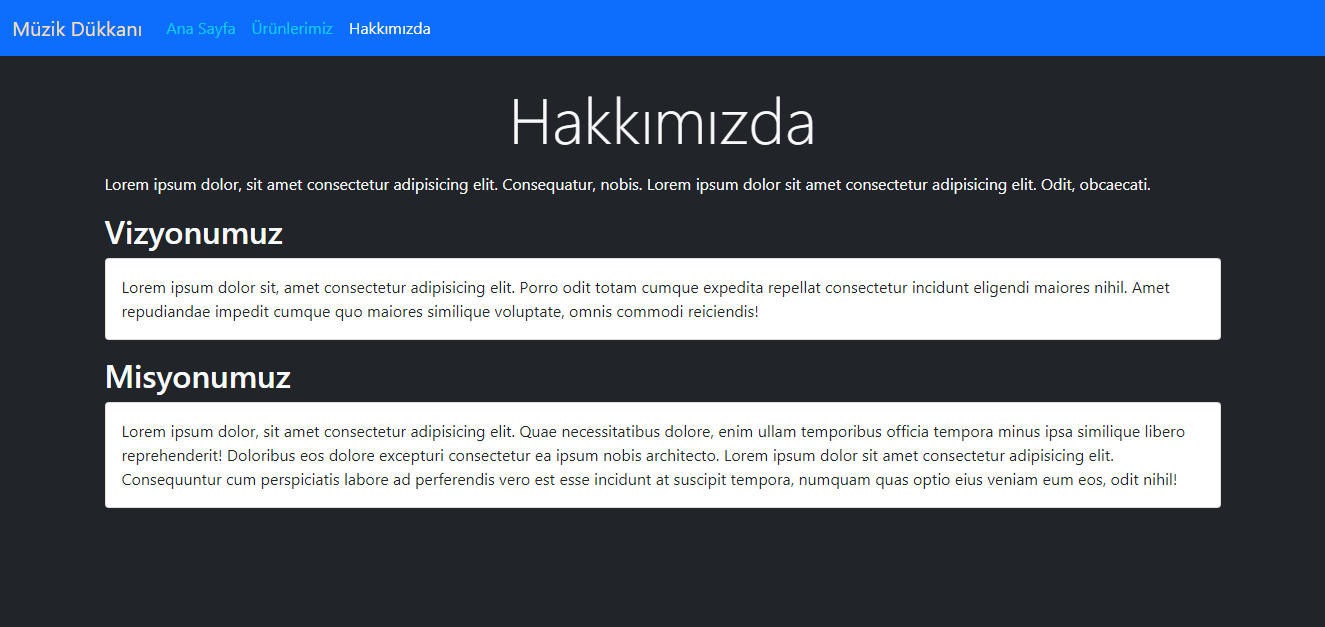 Müzik Dükkanı Ana Sayfa Ürünlerimiz Hakkımızda
Hakkımızda
Lorem ipsum dolor, sit amet consectetur adipisicing elit. Consequatur, nobis. Lorem ipsum dolor sit amet consectetur adipisicing elit. Odit, obcaecati.
Vizyonumuz
Lorem ipsum dolor sit, amet consectetur adipisicing elit. Porro odit totam cumque expedita repellat consectetur incidunt eligendi maiores nihil. Amet
repudiandae impedit cumque quo maiores similique voluptate, omnis commodi reiciendis!
Misyonumuz
Lorem ipsum dolor, sit amet consectetur adipisicing elit. Quae necessitatibus dolore, enim ullam temporibus officia tempora minus ipsa similique libero
reprehenderit! Doloribus eos dolore excepturi consectetur ea ipsum nobis architecto. Lorem ipsum dolor sit amet consectetur adipisicing elit.
Consequuntur cum perspiciatis labore ad perferendis vero est esse incidunt at suscipit tempora, numquam quas optio eius veniam eum eos, odit nihil!